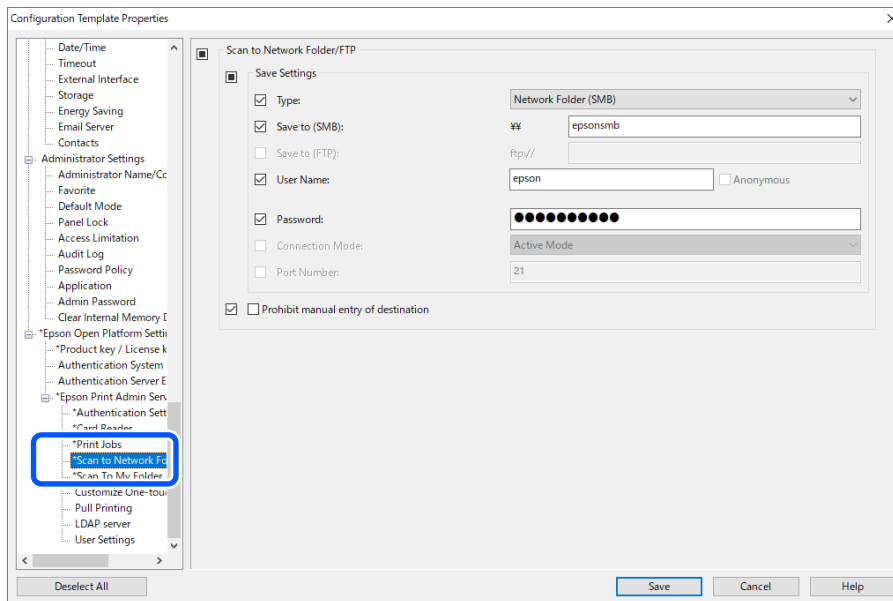 Configuration Template Properties
Date/Time
Timeout
External Interface
Storage
Energy Saving
Email Server
Contacts
Administrator Settings
Administrator Name/Co
Favorite
Default Mode
Panel Lock
Access Limitation
Audit Log
Password Policy
Application
Admin Password
Clear Internal Memory D
*Epson Open Platform Settin
*Product key / License k
Authentication System
Authentication Server E
*Epson Print Admin Serv
*Authentication Sett
*Card Reader
*Print Jobs
*Scan to Network Fo
*Scan To My Folder
Customize One-touc
Pull Printing
LDAP server
User Settings
Scan to Network Folder/FTP
Save Settings
Type: Network Folder (SMB)
Save to (SMB): ¥¥ epsonsmb
Save to (FTP): ftp://
User Name: epson Anonymous
Password: ●●●●●●●●●●
Connection Mode: Active Mode
Port Number: 21
Prohibit manual entry of destination
Deselect All Save Cancel Help